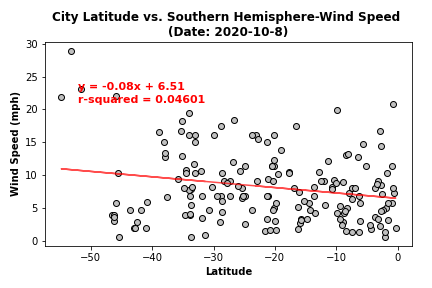 City Latitude vs. Southern Hemisphere-Wind Speed
(Date: 2020-10-8)
30
25
20
15
10
5
0
Wind Speed (mph)
y = -0.08x + 6.51
r-squared = 0.04601
−50 −40 −30 −20 −10 0
Latitude